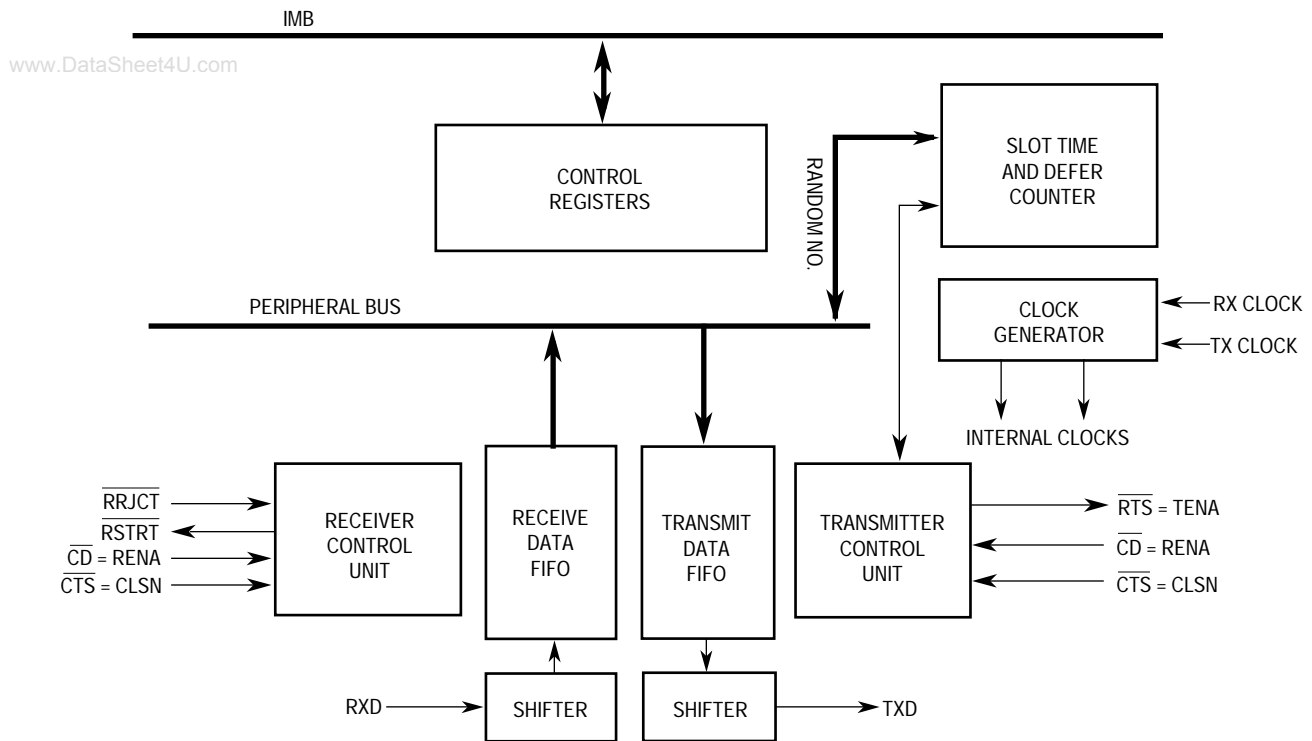 IMB
www.DataSheet4U.com
CONTROL
REGISTERS
RANDOM NO.
SLOT TIME
AND DEFER
COUNTER
PERIPHERAL BUS
CLOCK
GENERATOR
RX CLOCK
TX CLOCK
INTERNAL CLOCKS
RRJCT
RSTRT
CD = RENA
CTS = CLSN
RECEIVER
CONTROL
UNIT
RECEIVE
DATA
FIFO
TRANSMIT
DATA
FIFO
TRANSMITTER
CONTROL
UNIT
RTS = TENA
CD = RENA
CTS = CLSN
RXD
SHIFTER
SHIFTER
TXD